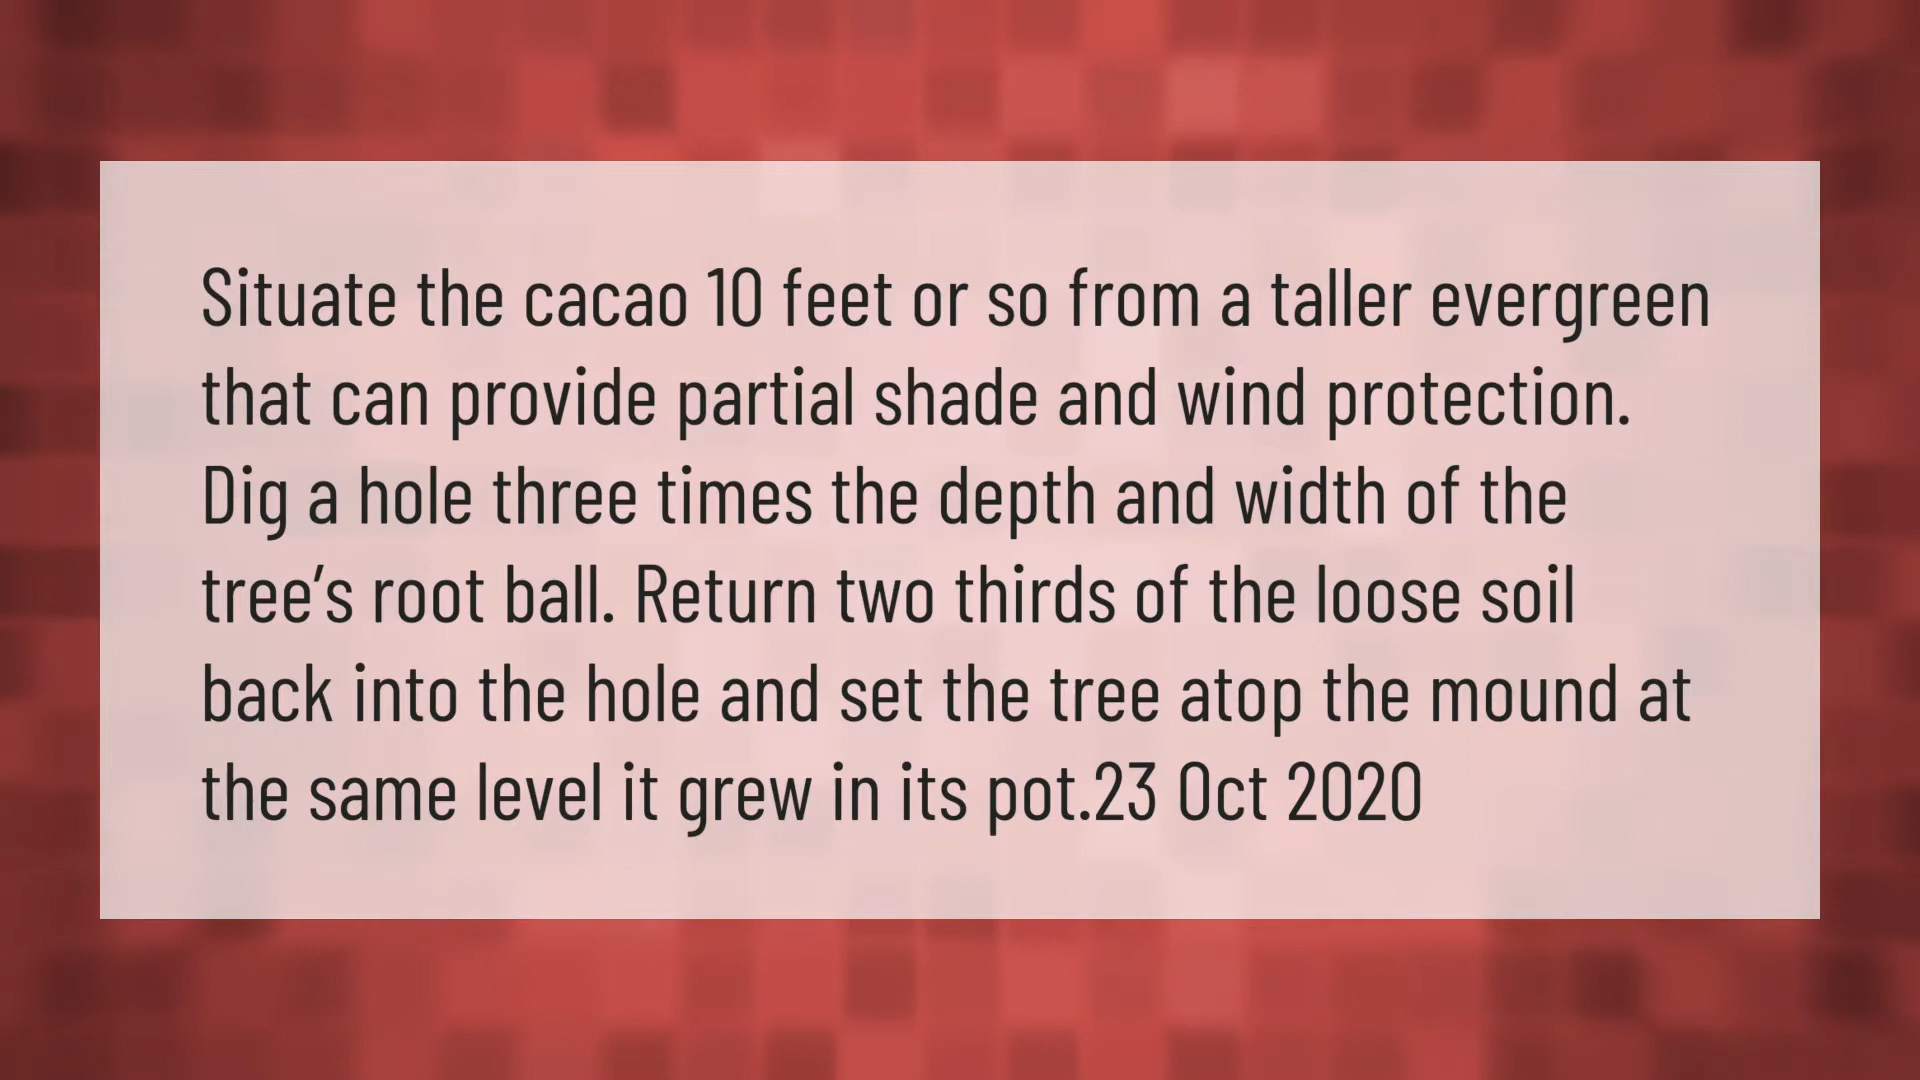 Situate the cacao 10 feet or so from a taller evergreen
that can provide partial shade and wind protection.
Dig a hole three times the depth and width of the
tree’s root ball. Return two thirds of the loose soil
back into the hole and set the tree atop the mound at
the same level it grew in its pot.23 Oct 2020